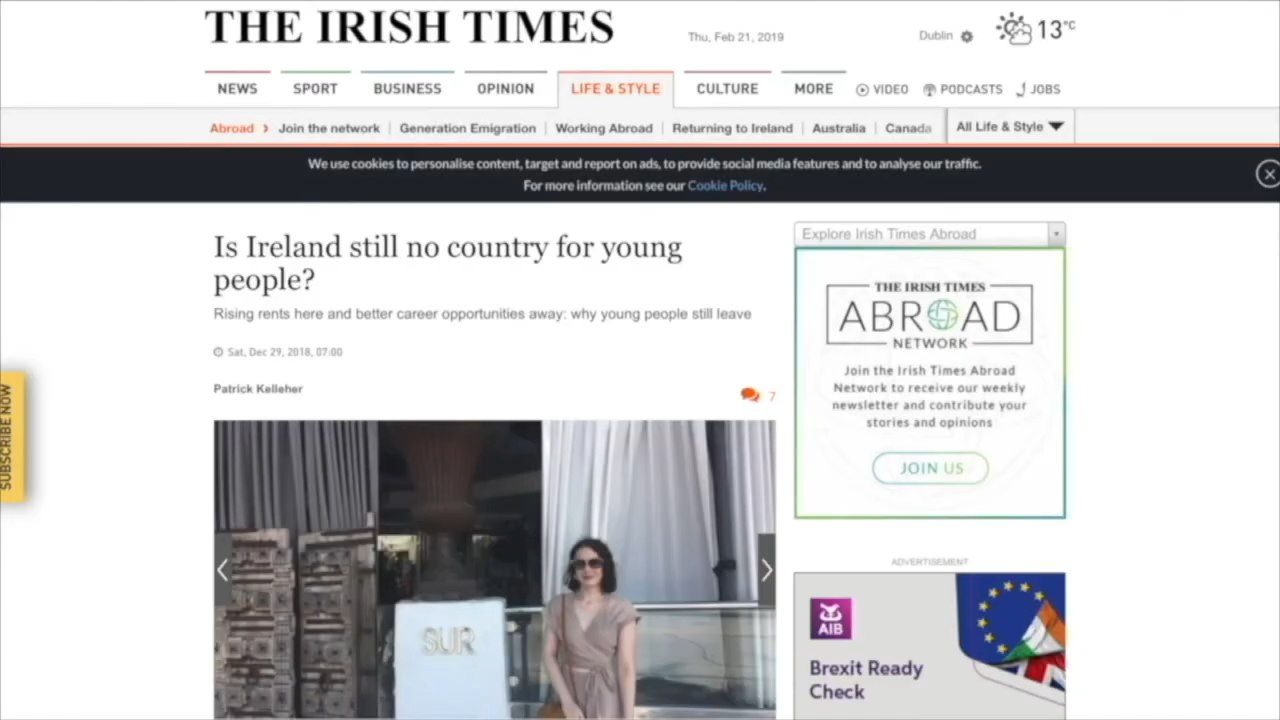 THE IRISH TIMES
Thu, Feb 21, 2019
Dublin
13°C
NEWS
SPORT
BUSINESS
OPINION
LIFE & STYLE
CULTURE
MORE
VIDEO
PODCASTS
JOBS
Abroad
Join the network
Generation Emigration
Working Abroad
Returning to Ireland
Australia
Canada
All Life & Style
We use cookies to personalise content, target and report on ads, to provide social media features and to analyse our traffic.
For more information see our Cookie Policy.
Is Ireland still no country for young
people?
Rising rents here and better career opportunities away: why young people still leave
Sat, Dec 29, 2018, 07:00
Patrick Kelleher
7
SUBSCRIBE NOW
SUR
Explore Irish Times Abroad
THE IRISH TIMES
ABROAD
NETWORK
Join the Irish Times Abroad
Network to receive our weekly
newsletter and contribute your
stories and opinions
JOIN US
ADVERTISEMENT
AIB
Brexit Ready
Check